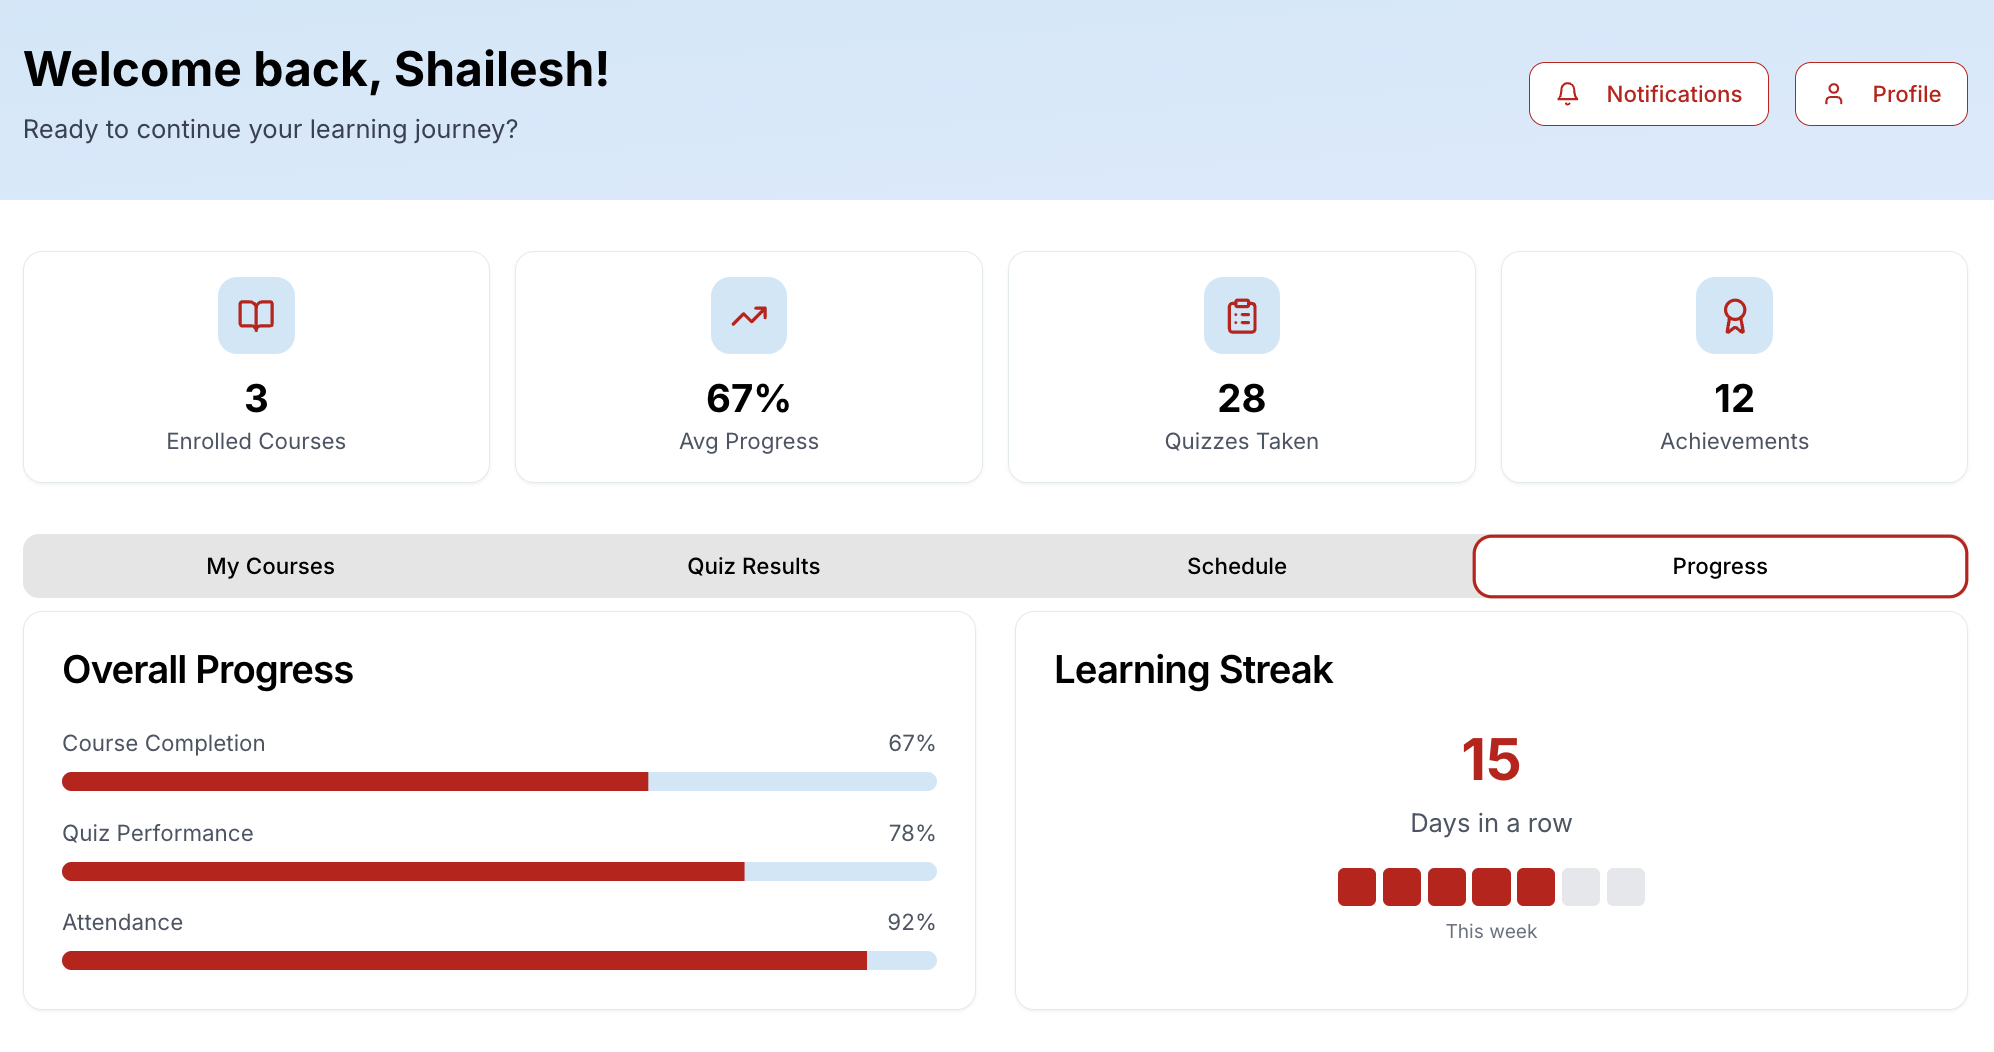 Welcome back, Shailesh!
Ready to continue your learning journey?
Notifications
Profile
3
Enrolled Courses
67%
Avg Progress
28
Quizzes Taken
12
Achievements
My Courses
Quiz Results
Schedule
Progress
Overall Progress
Course Completion
67%
Quiz Performance
78%
Attendance
92%
Learning Streak
15
Days in a row
This week